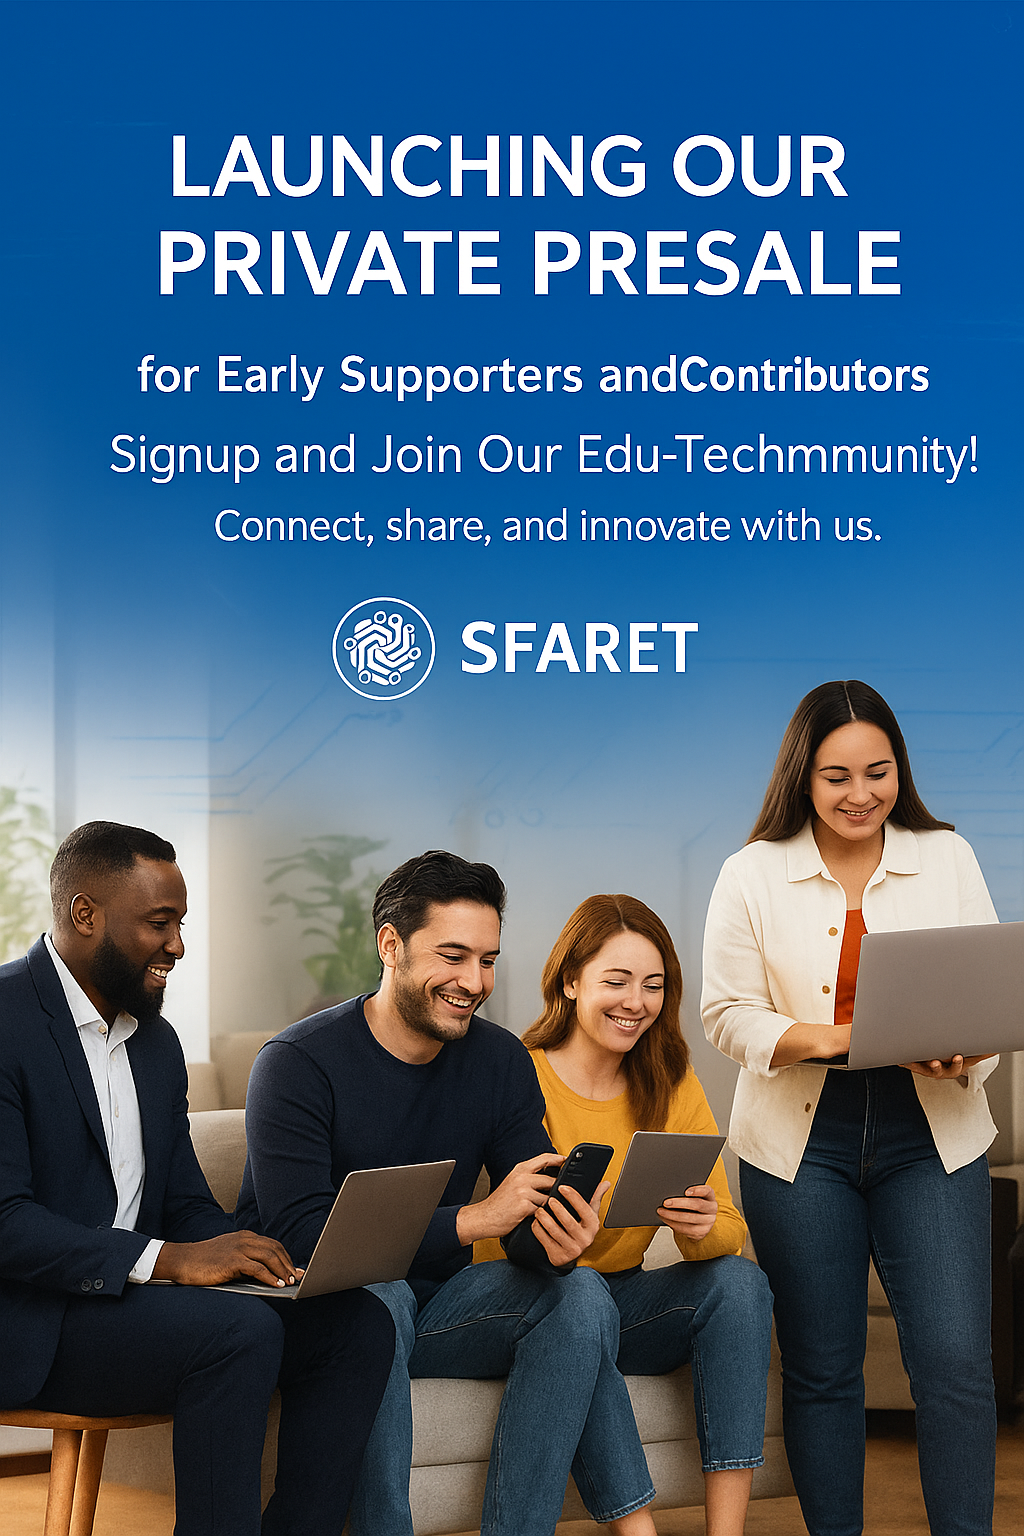 LAUNCHING OUR
PRIVATE PRESALE
for Early Supporters andContributors
Signup and Join Our Edu-Techmmunity!
Connect, share, and innovate with us.
SFARET